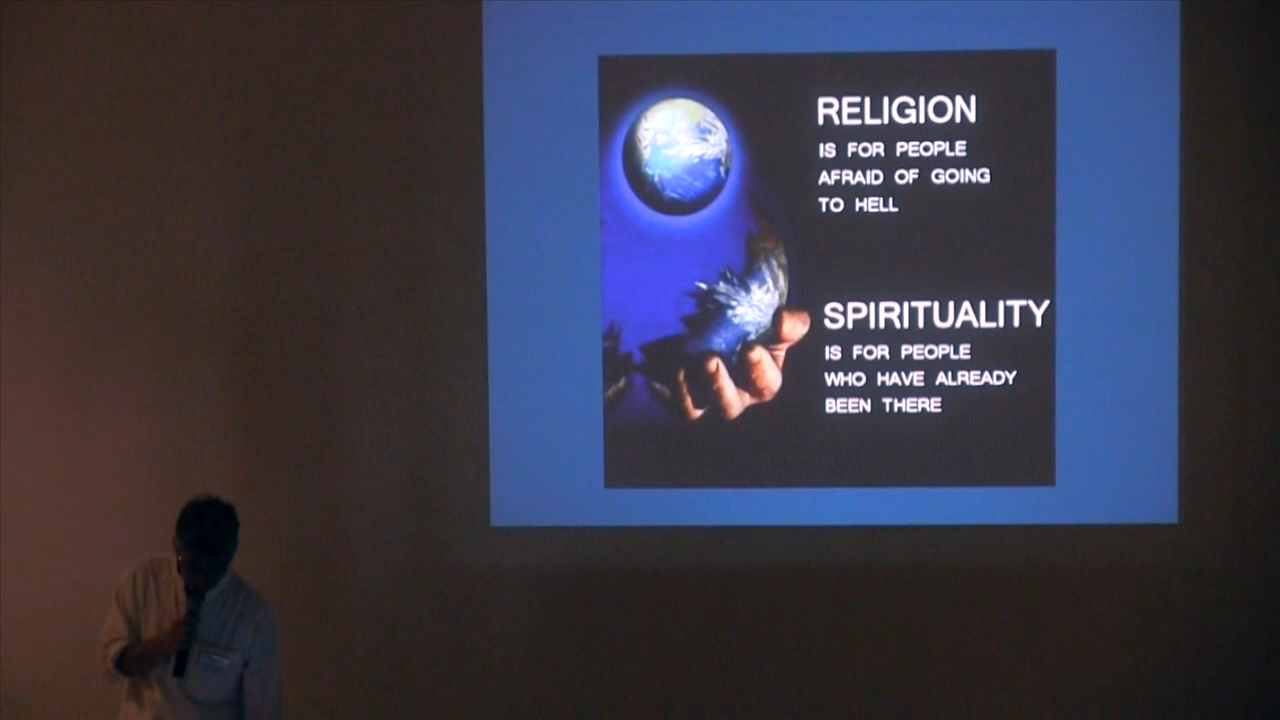 RELIGION
IS FOR PEOPLE
AFRAID OF GOING
TO HELL
SPIRITUALITY
IS FOR PEOPLE
WHO HAVE ALREADY
BEEN THERE